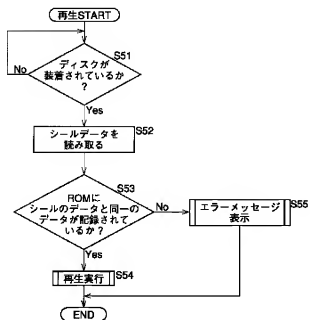 再生START
S51
ディスクが
装着されているか
?
No
Yes
S52
シールデータを
読み取る
S53
ROMに
シールのデータと同一の
データが記録されて
いるか?
No
S55
エラーメッセージ
表示
Yes
S54
再生実行
END